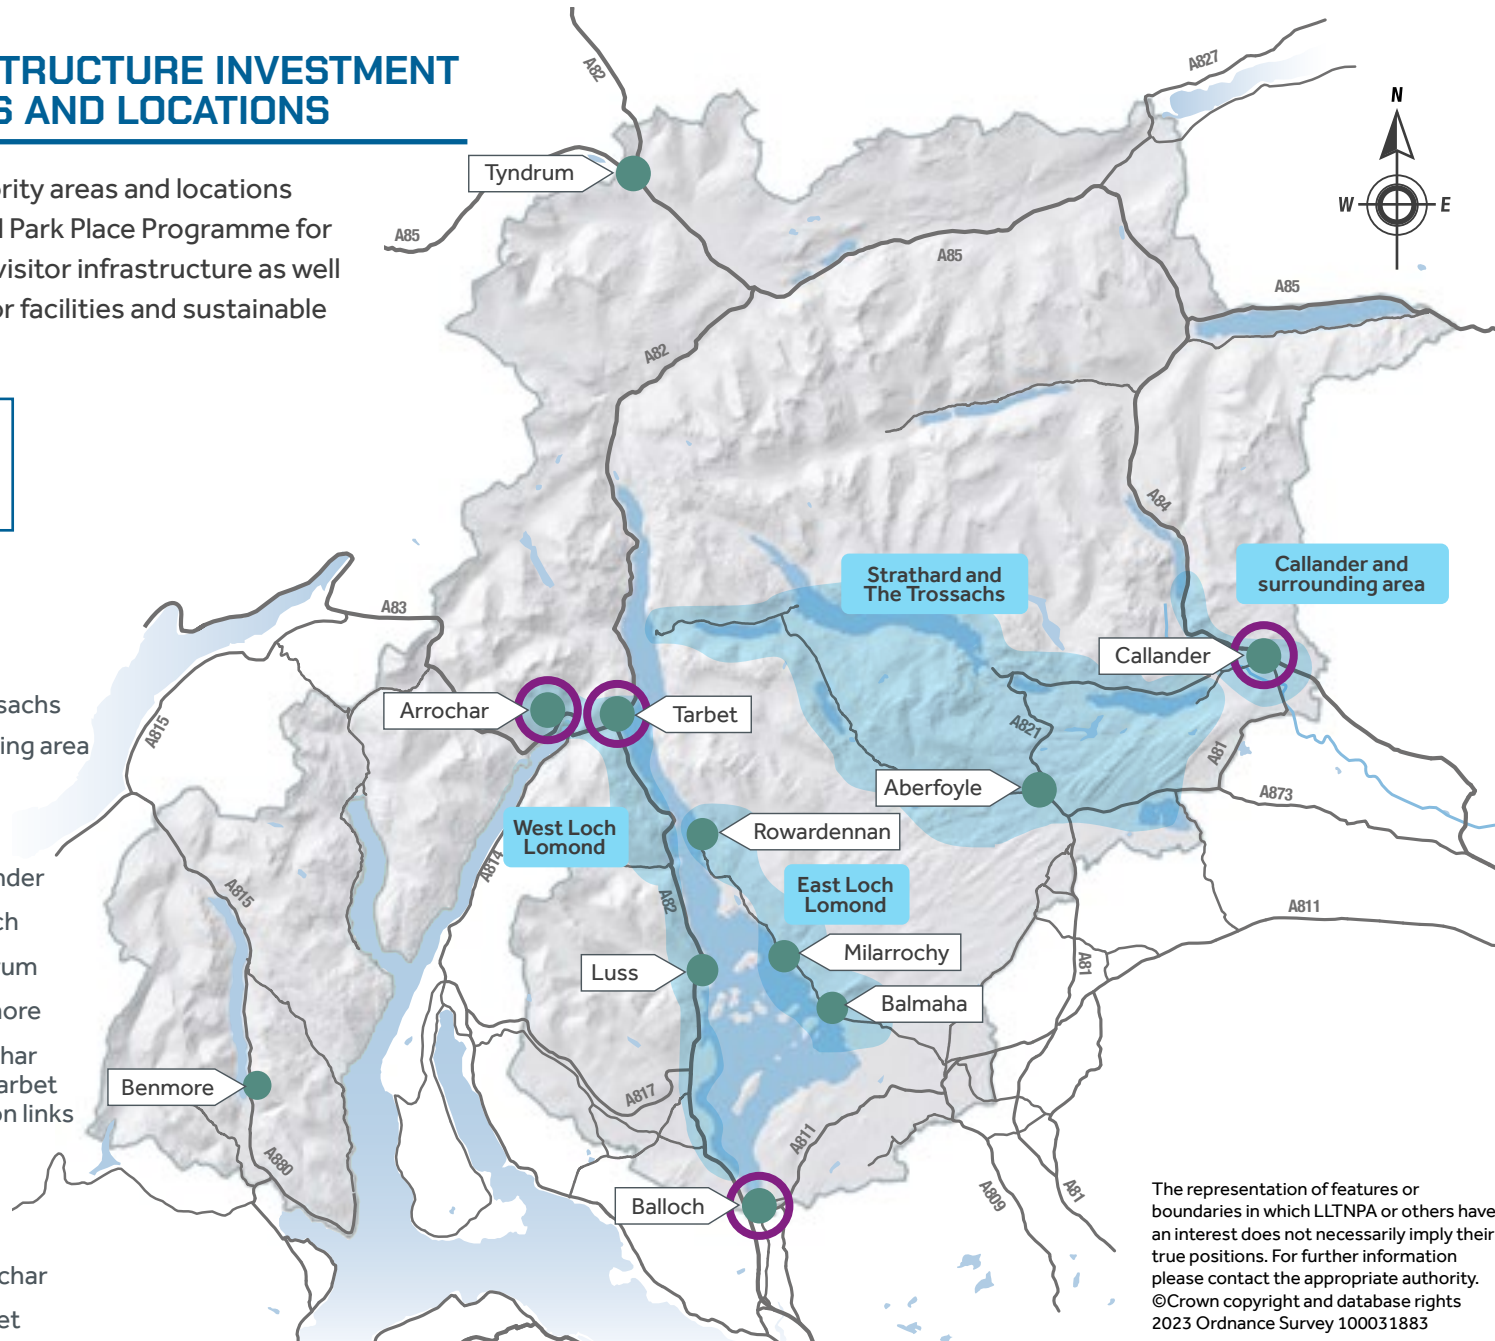 TRUCTURE INVESTMENT
S AND LOCATIONS
ority areas and locations
l Park Place Programme for
visitor infrastructure as well
or facilities and sustainable
sachs
ing area
nder
ch
rum
more
char
arbet
on links
char
et
A82
A827
N
W
E
Tyndrum
A85
A85
A85
A82
A84
Strathard and
The Trossachs
Callander and
surrounding area
A83
Callander
Arrochar
Tarbet
A815
A821
A81
Aberfoyle
A873
West Loch
Lomond
Rowardennan
A814
East Loch
Lomond
A815
A82
A811
Milarrochy
Luss
A81
Balmaha
Benmore
A817
A811
A880
A809
A81
Balloch
The representation of features or
boundaries in which LLTNPA or others have
an interest does not necessarily imply their
true positions. For further information
please contact the appropriate authority.
©Crown copyright and database rights
2023 Ordnance Survey 100031883